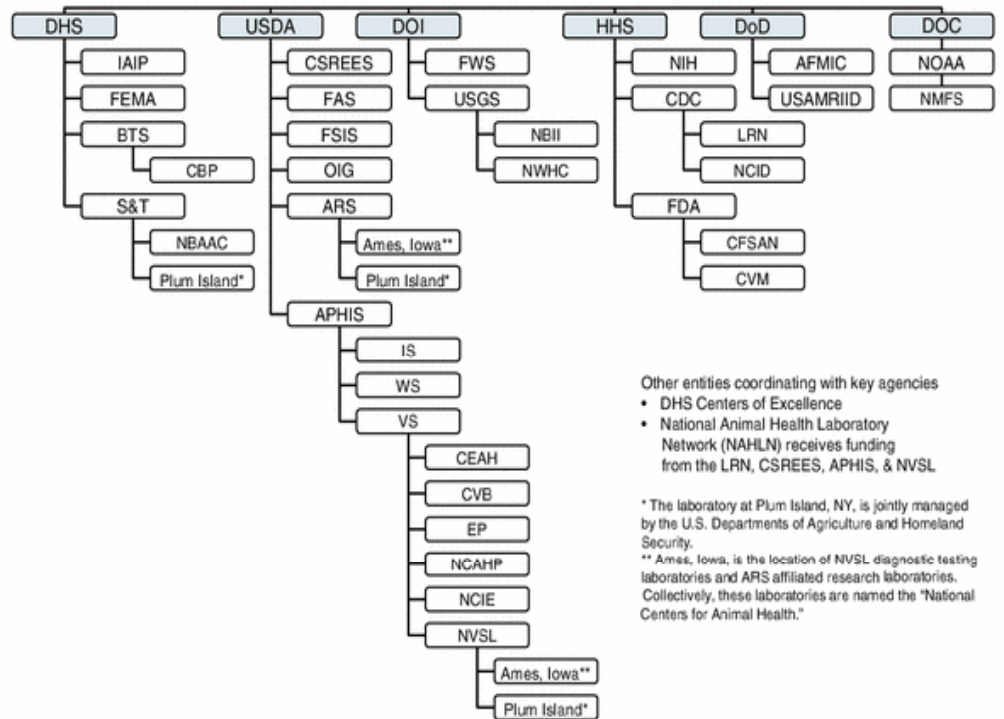 DHS
USDA
DOI
HHS
DoD
DOC
IAIP
FEMA
BTS
CBP
S&T
NBAAC
Plum Island*
CSREES
FAS
FSIS
OIG
ARS
Ames, Iowa**
Plum Island*
APHIS
IS
WS
VS
CEAH
CVB
EP
NCAHP
NCIE
NVSL
Ames, Iowa**
Plum Island*
FWS
USGS
NBII
NWHC
NIH
CDC
LRN
NCID
FDA
CFSAN
CVM
AFMIC
USAMRIID
NOAA
NMFS
Other entities coordinating with key agencies
• DHS Centers of Excellence
• National Animal Health Laboratory
Network (NAHLN) receives funding
from the LRN, CSREES, APHIS, & NVSL
* The laboratory at Plum Island, NY, is jointly managed
by the U.S. Departments of Agriculture and Homeland
Security.
** Ames, Iowa, is the location of NVSL diagnostic testing
laboratories and ARS affiliated research laboratories.
Collectively, these laboratories are named the "National
Centers for Animal Health."